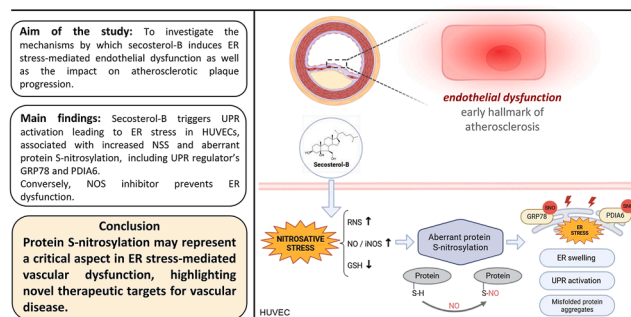 Aim of the study: To investigate the
mechanisms by which secosterol-B induces ER
stress-mediated endothelial dysfunction as well
as the impact on atherosclerotic plaque
progression.
Main findings: Secosterol-B triggers UPR
activation leading to ER stress in HUVECs,
associated with increased NSS and aberrant
protein S-nitrosylation, including UPR regulator's
GRP78 and PDIA6.
Conversely, NOS inhibitor prevents ER
dysfunction.
Conclusion
Protein S-nitrosylation may represent
a critical aspect in ER stress-mediated
vascular dysfunction, highlighting
novel therapeutic targets for vascular
disease.
endothelial dysfunction
early hallmark of
atherosclerosis
Secosterol-B
NITROSATIVE
STRESS
RNS ↑
NO / iNOS ↑
GSH ↓
Aberrant protein
S-nitrosylation
Protein
S-H
NO
Protein
S-NO
GRP78
SNO
ER
STRESS
PDIA6
SNO
ER swelling
UPR activation
Misfolded protein
aggregates
HUVEC